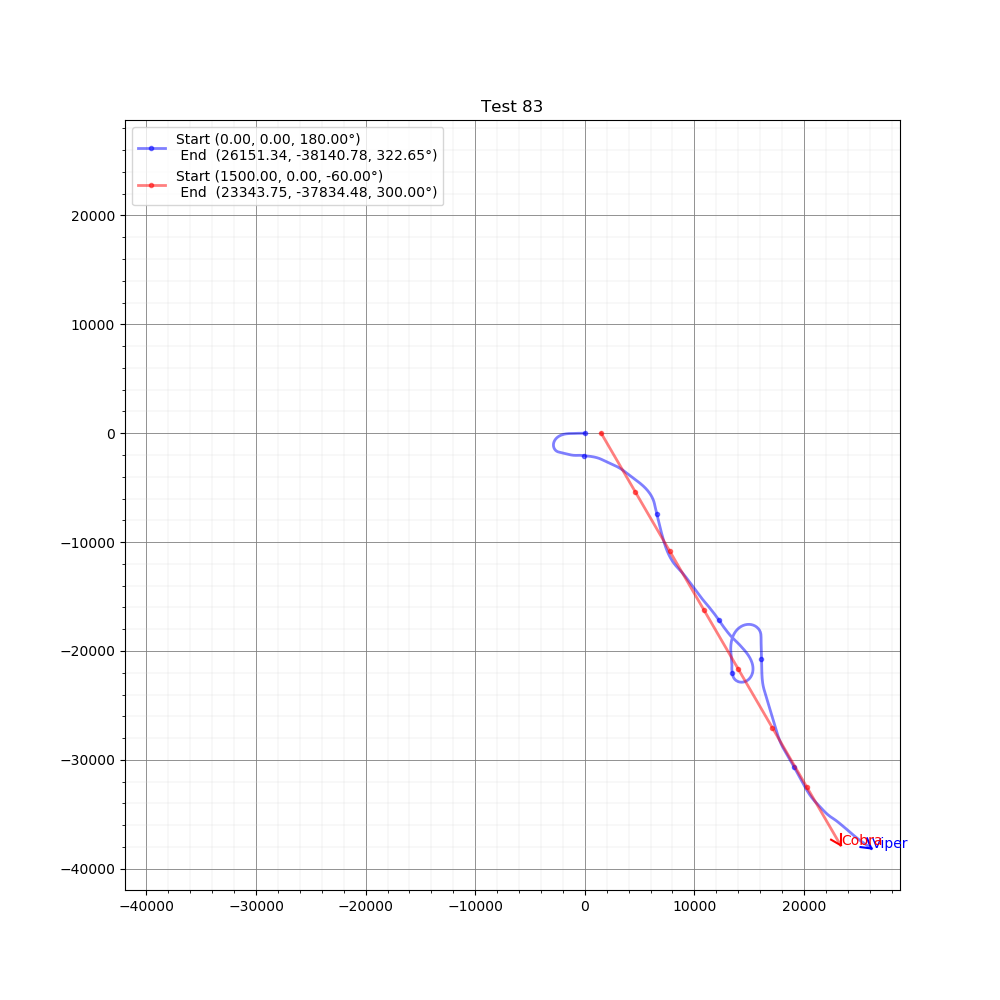 Test 83
Start (0.00, 0.00, 180.00°)
End  (26151.34, -38140.78, 322.65°)
Start (1500.00, 0.00, -60.00°)
End  (23343.75, -37834.48, 300.00°)
20000
10000
0
−10000
−20000
−30000
−40000
Cobra
Viper
−40000
−30000
−20000
−10000
0
10000
20000